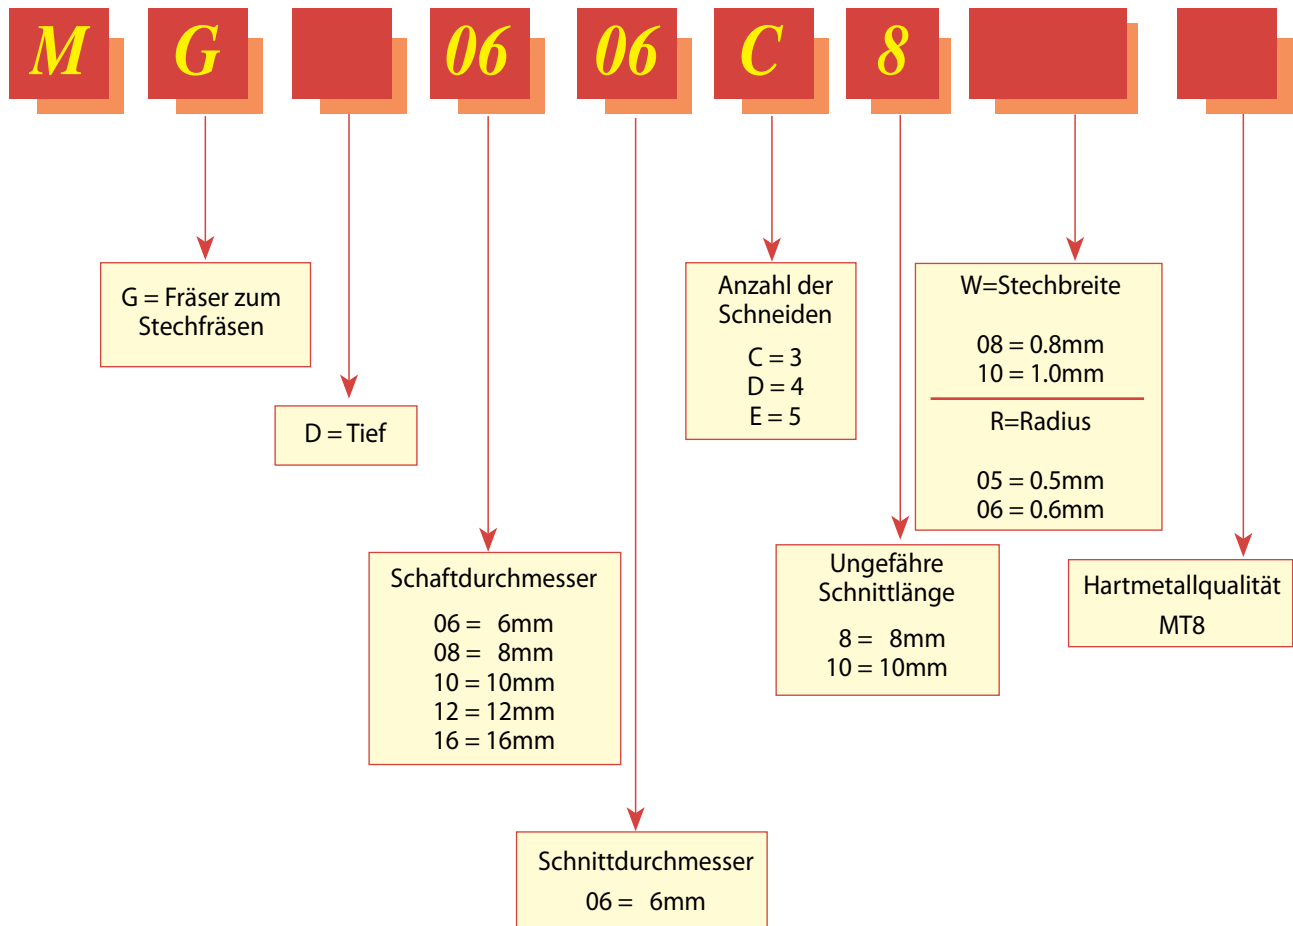 M G 06 06 C 8
G = Fräser zum
Stechfräsen
D = Tief
Schaftdurchmesser
06 = 6mm
08 = 8mm
10 = 10mm
12 = 12mm
16 = 16mm
Schnittdurchmesser
06 = 6mm
Anzahl der
Schneiden
C = 3
D = 4
E = 5
Ungefähre
Schnittlänge
8 = 8mm
10 = 10mm
W=Stechbreite
08 = 0.8mm
10 = 1.0mm
R=Radius
05 = 0.5mm
06 = 0.6mm
Hartmetallqualität
MT8